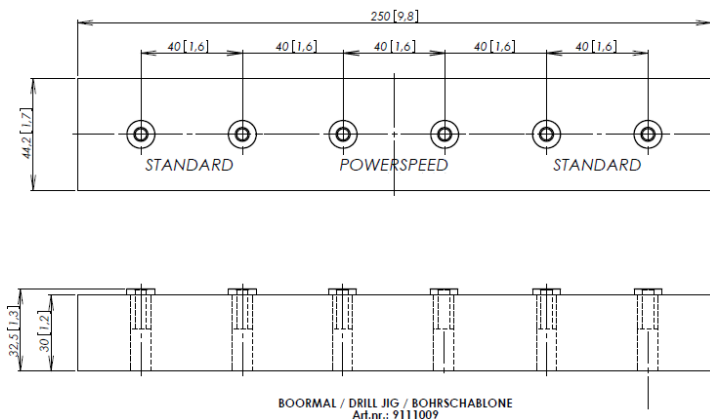 250 [9,8]
40 [1,6] 40 [1,6] 40 [1,6] 40 [1,6] 40 [1,6]
44,2 [1,7]
STANDARD POWERSPEED STANDARD
32,5 [1,3]
30 [1,2]
BOORMAL / DRILL JIG / BOHRSCHABLONE
Art.nr.: 9111009